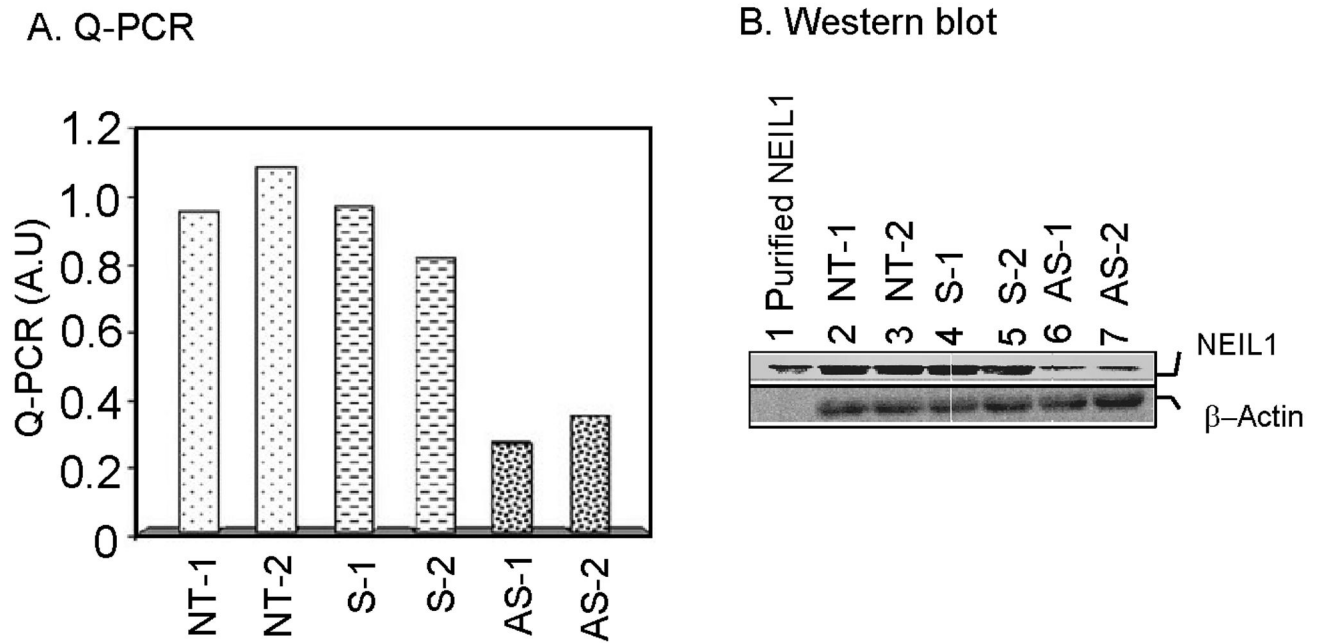 A. Q-PCR
Q-PCR (A.U)
1.2
1.0
0.8
0.6
0.4
0.2
0
NT-1
NT-2
S-1
S-2
AS-1
AS-2
B. Western blot
1 Purified NEIL1
2 NT-1
3 NT-2
4 S-1
5 S-2
6 AS-1
7 AS-2
NEIL1
β–Actin